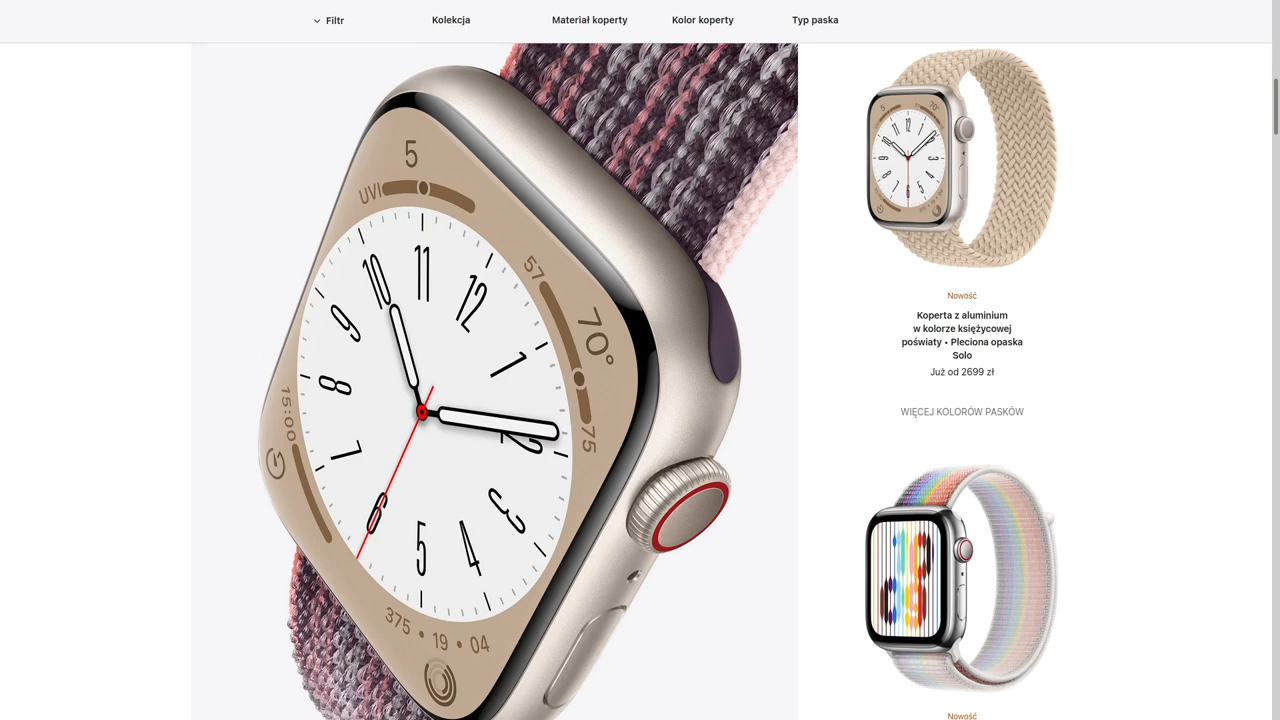 Filtr
Kolekcja
Materiał koperty
Kolor koperty
Typ paska
5
UVI
57
70°
75
15:00
11
12
1
2
3
4
5
6
7
8
9
10
375 • 19 • 04
5
70°
Nowość
Koperta z aluminium
w kolorze księżycowej
poświaty • Pleciona opaska
Solo
Już od 2699 zł
WIĘCEJ KOLORÓW PASKÓW
Nowość